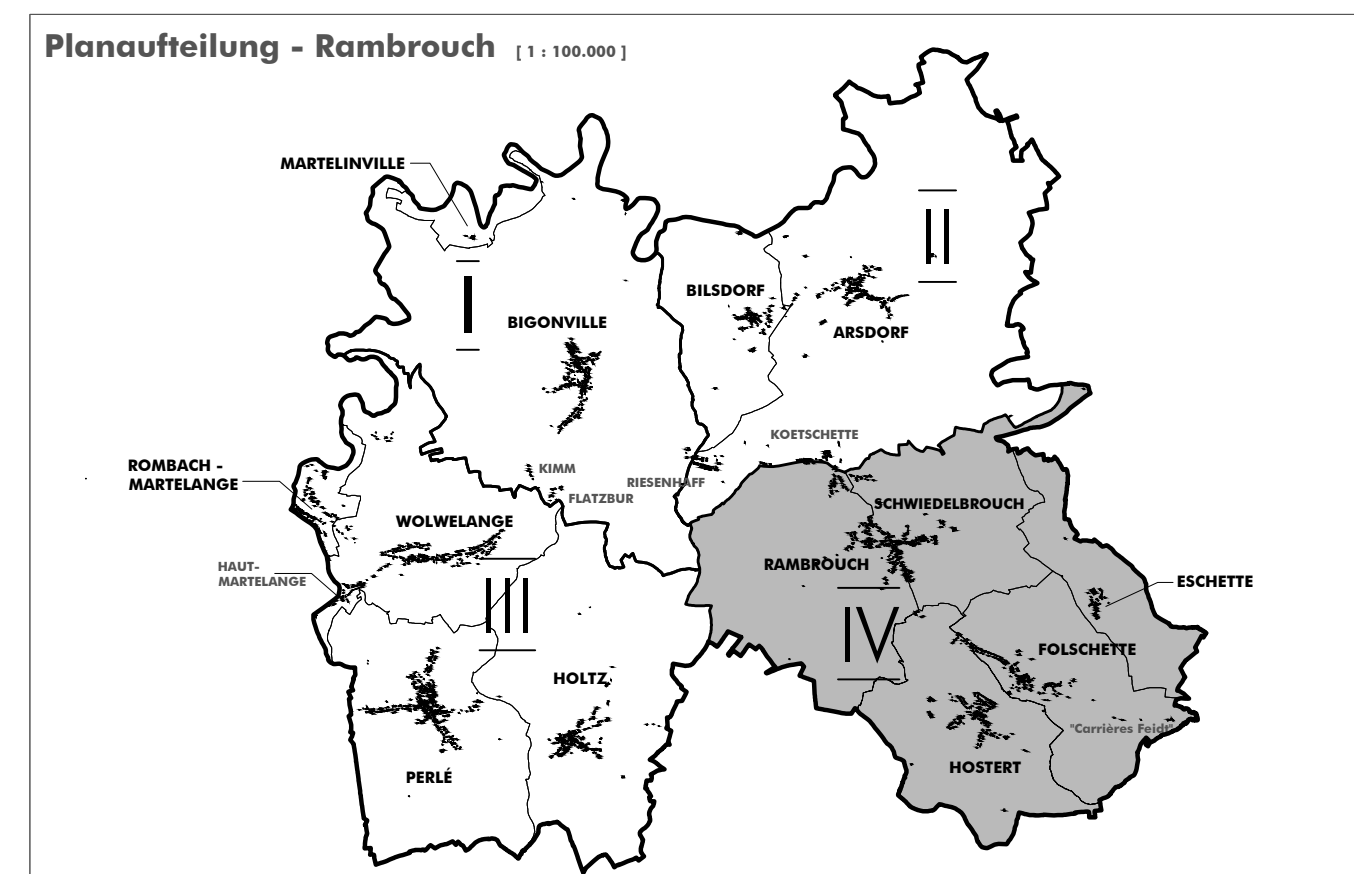 Planaufteilung - Rambrouch [ 1 : 100.000 ]
MARTELINVILLE
II
I
BILSDORF
BIGONVILLE
ARSDORF
KOETSCHETTE
ROMBACH -
MARTELANGE
KIMM
RIESENHAFF
FLATZBUR
SCHWIEDELBROUCH
WOLWELANGE
HAUT-
MARTELANGE
RAMBROUCH
ESCHETTE
III
IV
FOLSCHETTE
HOLTZ
"Carrières Feidt"
PERLÉ
HOSTERT